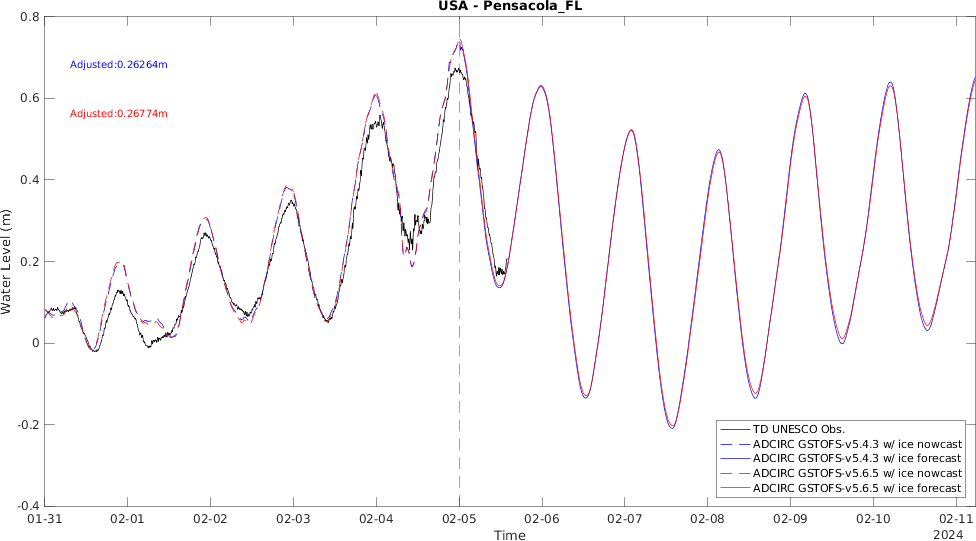 USA - Pensacola_FL
0.8
Adjusted:0.26264m
0.6
Adjusted:0.26774m
0.4
Water Level (m)
0.2
0
-0.2
TD UNESCO Obs.
ADCIRC GSTOFS-v5.4.3 w/ ice nowcast
ADCIRC GSTOFS-v5.4.3 w/ ice forecast
ADCIRC GSTOFS-v5.6.5 w/ ice nowcast
ADCIRC GSTOFS-v5.6.5 w/ ice forecast
-0.4
01-31 02-01 02-02 02-03 02-04 02-05 02-06 02-07 02-08 02-09 02-10 02-11
Time
2024